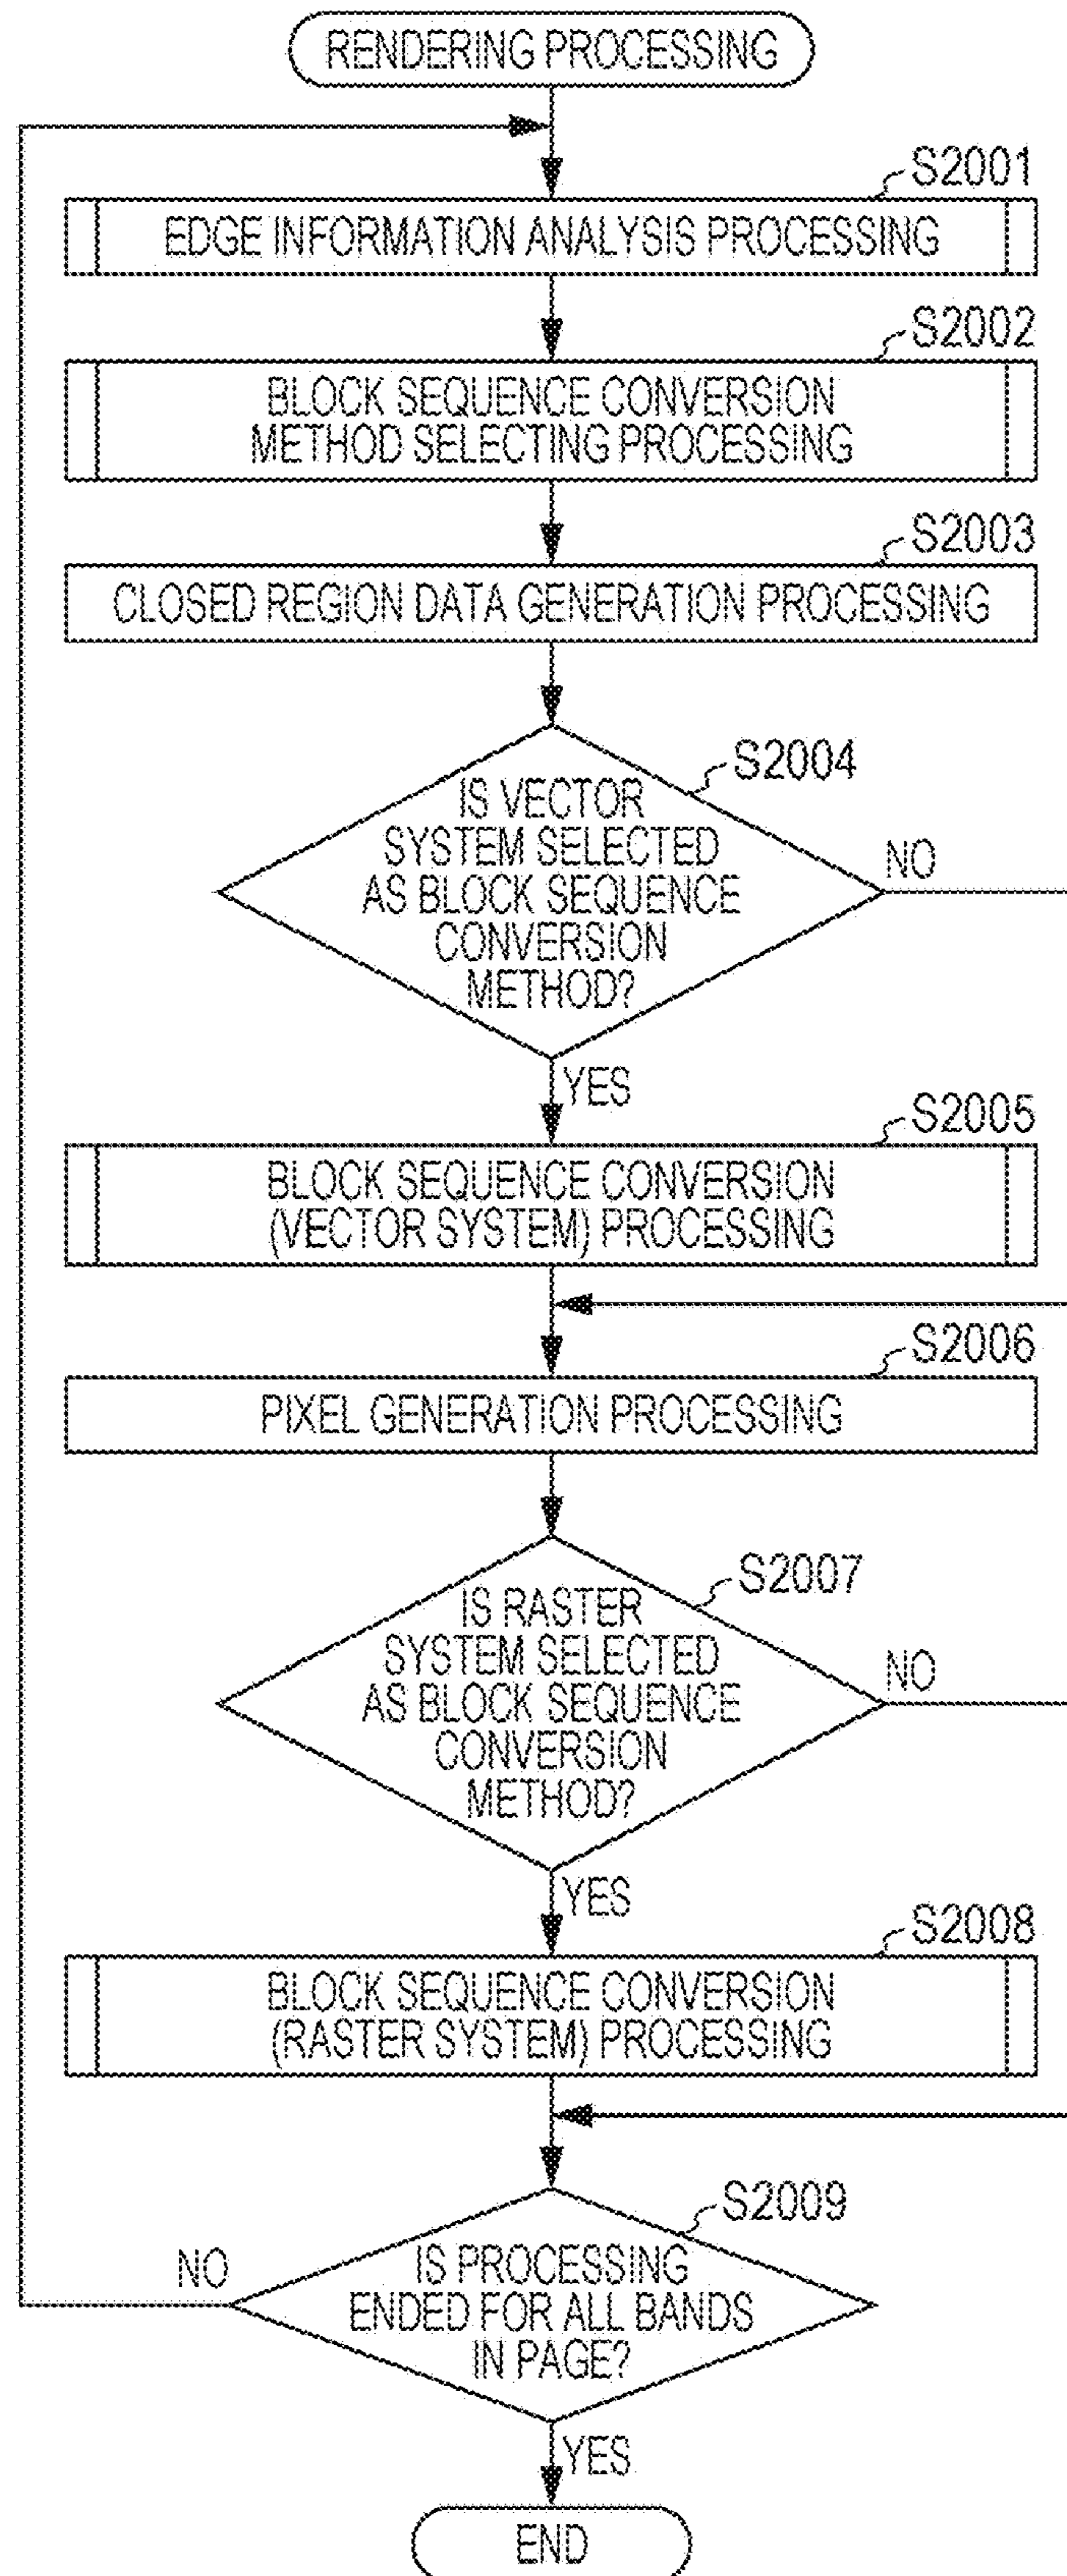 RENDERING PROCESSING
S2001
EDGE INFORMATION ANALYSIS PROCESSING
S2002
BLOCK SEQUENCE CONVERSION
METHOD SELECTING PROCESSING
S2003
CLOSED REGION DATA GENERATION PROCESSING
S2004
IS VECTOR
SYSTEM SELECTED
AS BLOCK SEQUENCE
CONVERSION
METHOD?
NO
YES
S2005
BLOCK SEQUENCE CONVERSION
(VECTOR SYSTEM) PROCESSING
S2006
PIXEL GENERATION PROCESSING
S2007
IS RASTER
SYSTEM SELECTED
AS BLOCK SEQUENCE
CONVERSION
METHOD?
NO
YES
S2008
BLOCK SEQUENCE CONVERSION
(RASTER SYSTEM) PROCESSING
S2009
NO
IS PROCESSING
ENDED FOR ALL BANDS
IN PAGE?
YES
END